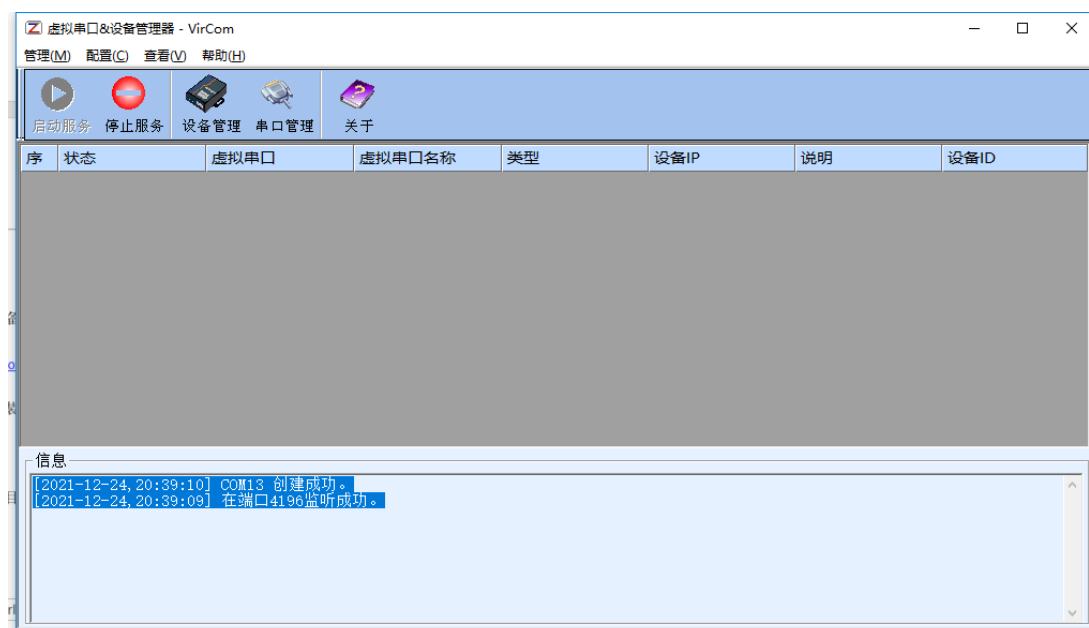 虚拟串口&设备管理器 - VirCom
管理(M) 配置(C) 查看(V) 帮助(H)
启动服务 停止服务 设备管理 串口管理 关于
序 状态 虚拟串口 虚拟串口名称 类型 设备IP 说明 设备ID
信息
[2021-12-24,20:39:10] COM13 创建成功。
[2021-12-24,20:39:09] 在端口4196监听成功。